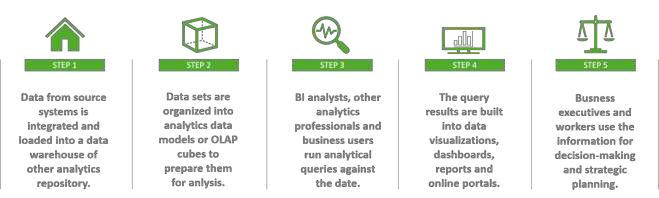 STEP 1
Data from source
systems is
integrated and
loaded into a data
warehouse of
other analytics
repository.
STEP 2
Data sets are
organized into
analytics data
models or OLAP
cubes to
prepare them
for anlysis.
STEP 3
BI analysts, other
analytics
professionals and
business users
run analytical
queries against
the date.
STEP 4
The query
results are built
into data
visualizations,
dashboards,
reports and
online portals.
STEP 5
Busness
executives and
workers use the
information for
decision-making
and strategic
planning.